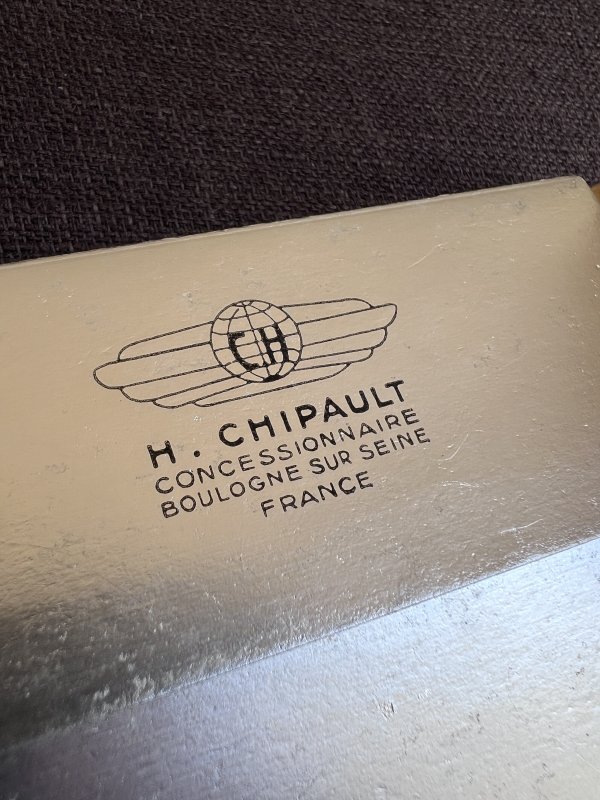 CH
H. CHIPAULT
CONCESSIONNAIRE
BOULOGNE SUR SEINE
FRANCE